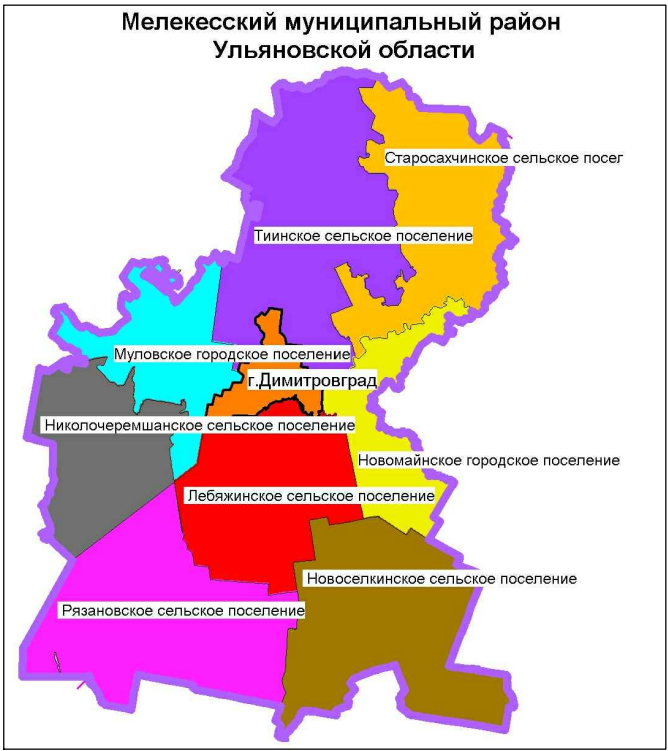 Мелекесский муниципальный район
Ульяновской области
Старосахчинское сельское посег
Тиинское сельское поселение
Муловское городское поселение
г.Димитровград
Николочеремшанское сельское поселение
Новомайнское городское поселение
Лебяжинское сельское поселение
Новоселкинское сельское поселение
Рязановское сельское поселение